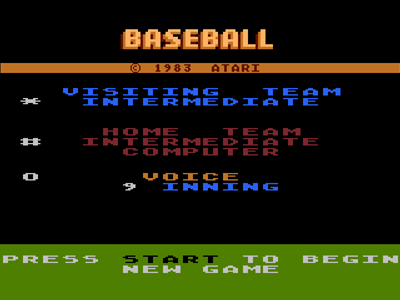 BASEBALL
© 1983 ATARI
VISITING TEAM
* INTERMEDIATE
HOME TEAM
# INTERMEDIATE
COMPUTER
0 VOICE
9 INNING
PRESS START TO BEGIN
NEW GAME